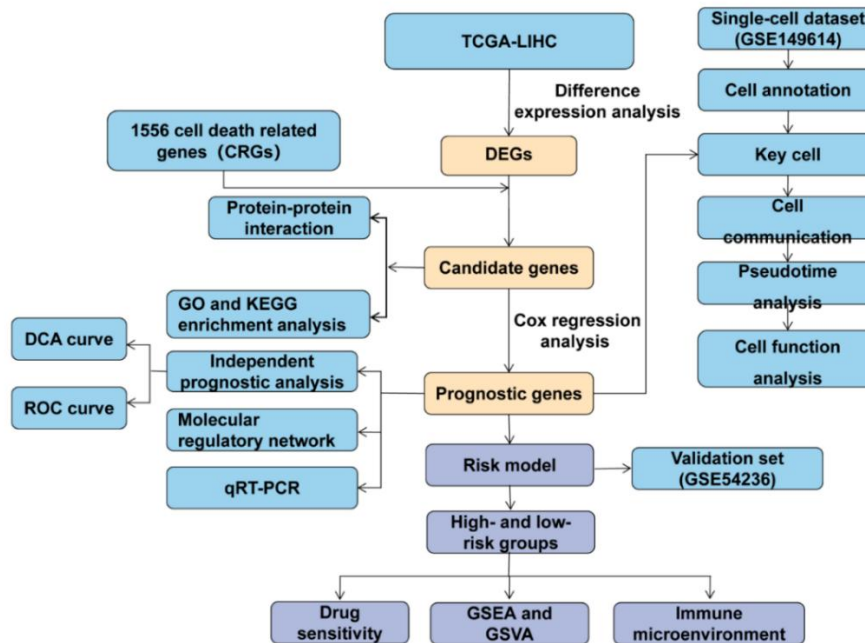 TCGA-LIHC
Single-cell dataset
(GSE149614)
Difference
expression analysis
Cell annotation
1556 cell death related
genes（CRGs）
DEGs
Key cell
Protein-protein
interaction
Cell
communication
Candidate genes
Pseudotime
analysis
GO and KEGG
enrichment analysis
Cox regression
analysis
DCA curve
Cell function
analysis
Independent
prognostic analysis
ROC curve
Prognostic genes
Molecular
regulatory network
Risk model
Validation set
(GSE54236)
qRT-PCR
High- and low-
risk groups
Drug
sensitivity
GSEA and
GSVA
Immune
microenvironment